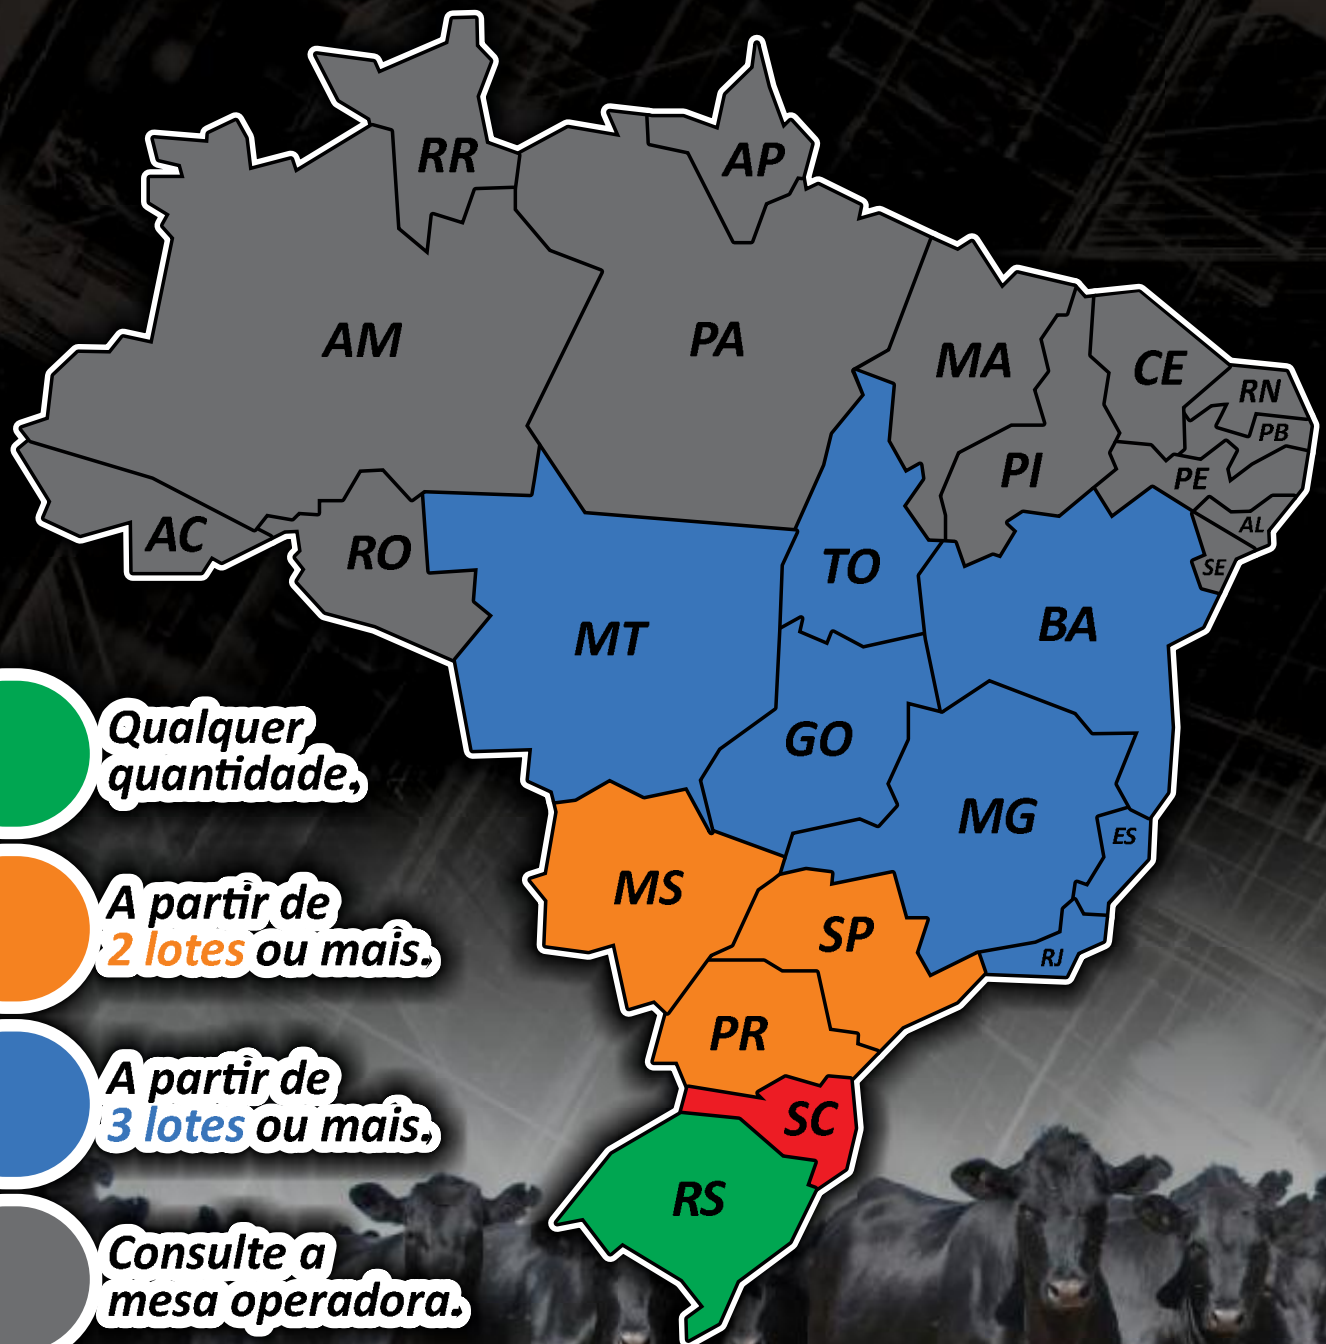 RR
AP
AM
PA
MA
CE
RN
PB
PI
PE
AL
SE
AC
RO
TO
BA
MT
GO
MG
ES
MS
SP
RJ
PR
SC
RS
Qualquer
quantidade.
A partir de
2 lotes ou mais.
A partir de
3 lotes ou mais.
Consulte a
mesa operadora.